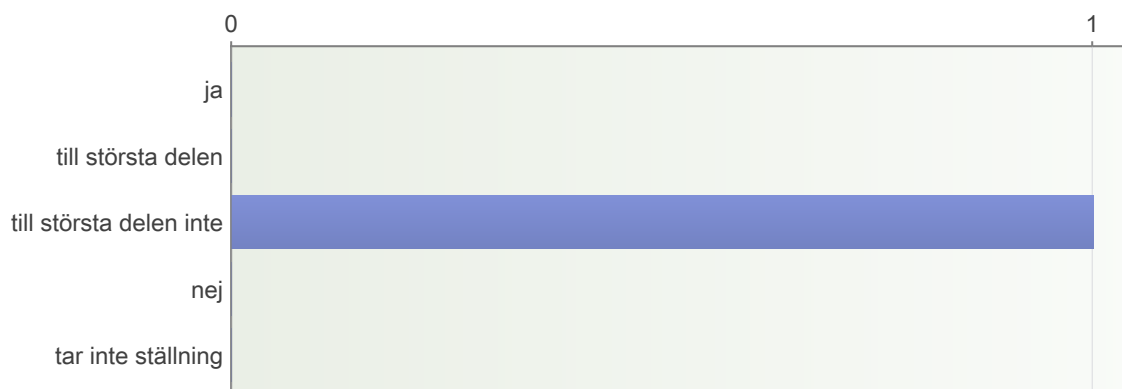 0 1
ja
till största delen
till största delen inte
nej
tar inte ställning